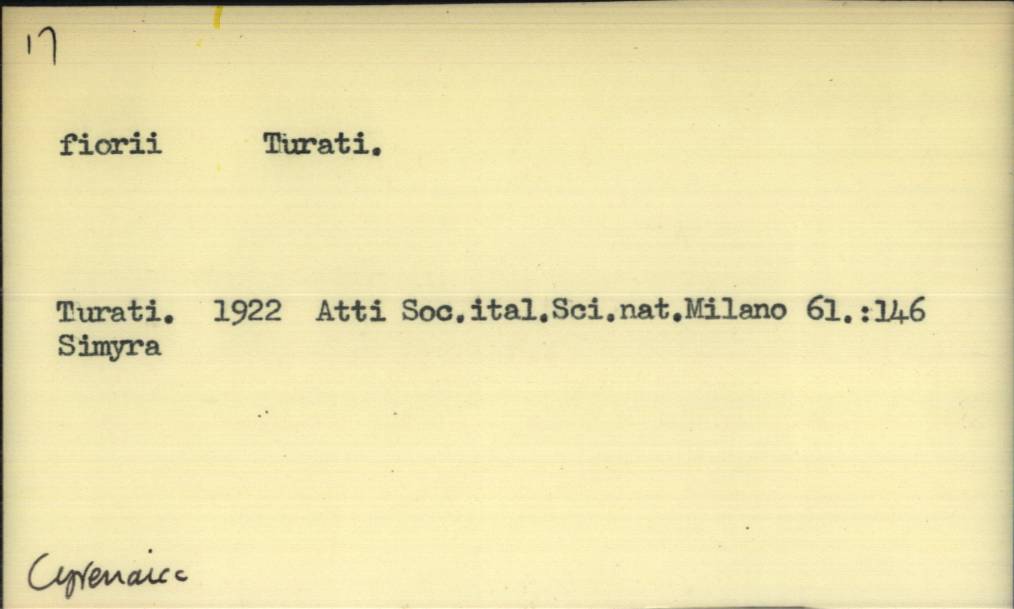 17
fiorii Turati.
Turati. 1922 Atti Soc.ital.Sci.nat.Milano 61.:146
Simyra
Cyrenaica